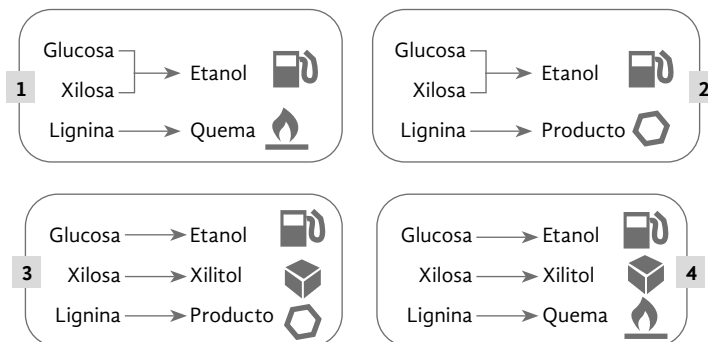 Glucosa
Xilosa
Etanol
Lignina
Quema
1
Glucosa
Xilosa
Etanol
Lignina
Producto
2
Glucosa
Etanol
Xilosa
Xilitol
Lignina
Producto
3
Glucosa
Etanol
Xilosa
Xilitol
Lignina
Quema
4